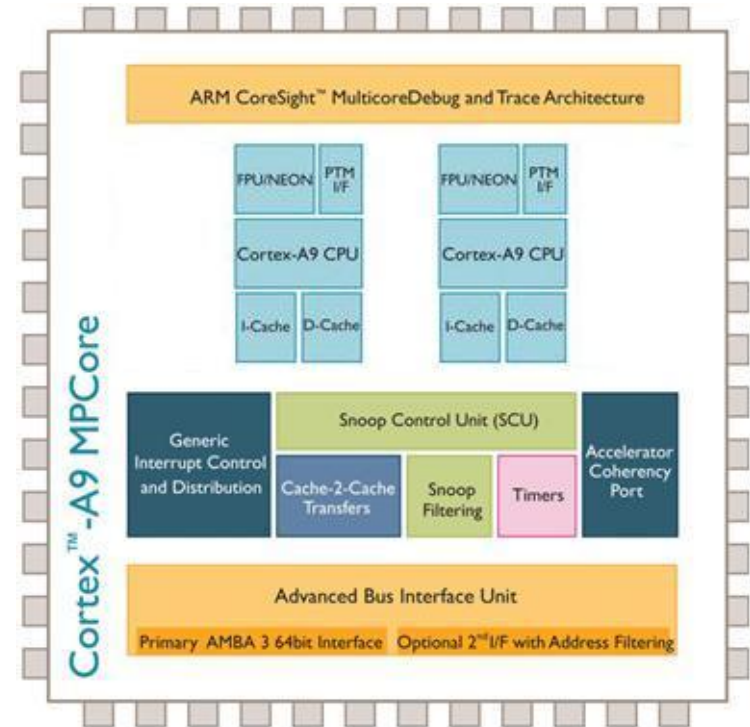 Cortex™-A9 MPCore
ARM CoreSight™ MulticoreDebug and Trace Architecture
FPU/NEON
PTM
I/F
Cortex-A9 CPU
I-Cache
D-Cache
FPU/NEON
PTM
I/F
Cortex-A9 CPU
I-Cache
D-Cache
Generic
Interrupt Control
and Distribution
Snoop Control Unit (SCU)
Cache-2-Cache
Transfers
Snoop
Filtering
Timers
Accelerator
Coherency
Port
Advanced Bus Interface Unit
Primary AMBA 3 64bit Interface
Optional 2nd I/F with Address Filtering